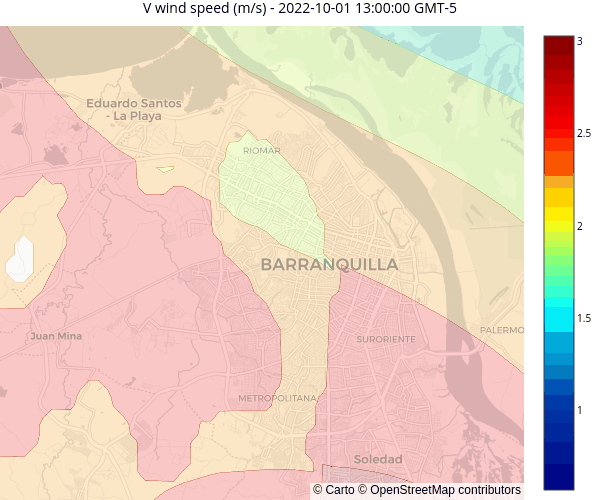 V wind speed (m/s) - 2022-10-01 13:00:00 GMT-5
3
Eduardo Santos
- La Playa
2.5
RIOMAR
2
BARRANQUILLA
1.5
Juan Mina
SURORIENTE
PALERMO
METROPOLITANA
1
Soledad
© Carto © OpenStreetMap contributors